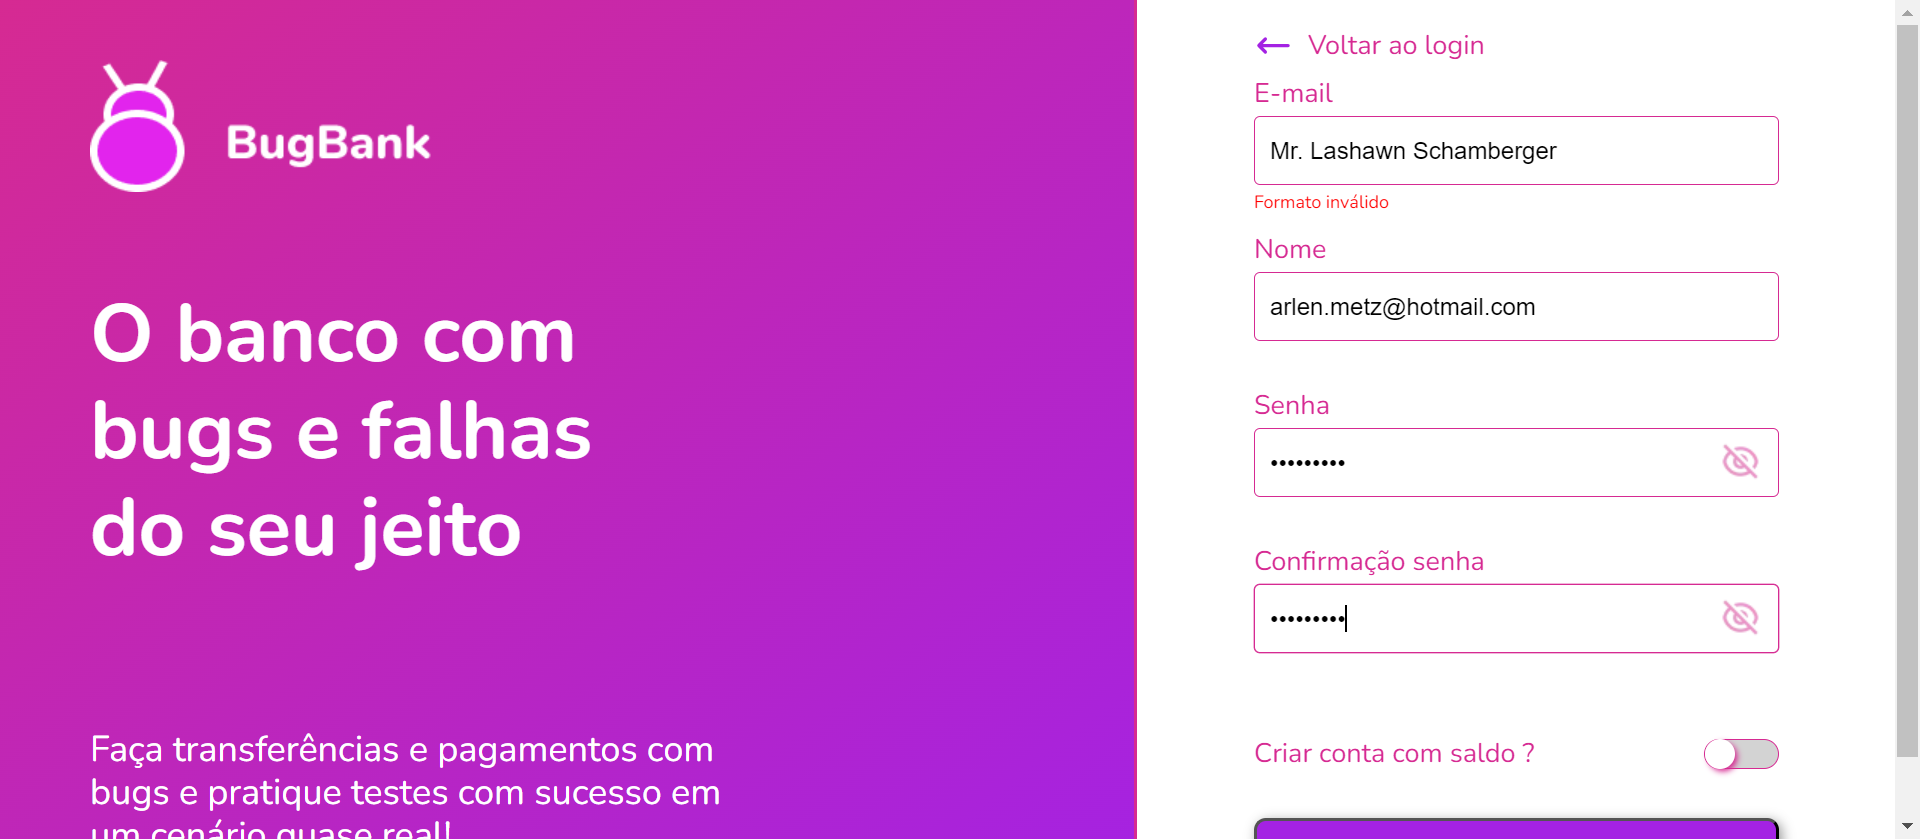 BugBank
O banco com
bugs e falhas
do seu jeito
Faça transferências e pagamentos com
bugs e pratique testes com sucesso em
um cenário quase real!
Voltar ao login
E-mail
Mr. Lashawn Schamberger
Formato inválido
Nome
arlen.metz@hotmail.com
Senha
•••••••••
Confirmação senha
•••••••••
Criar conta com saldo ?